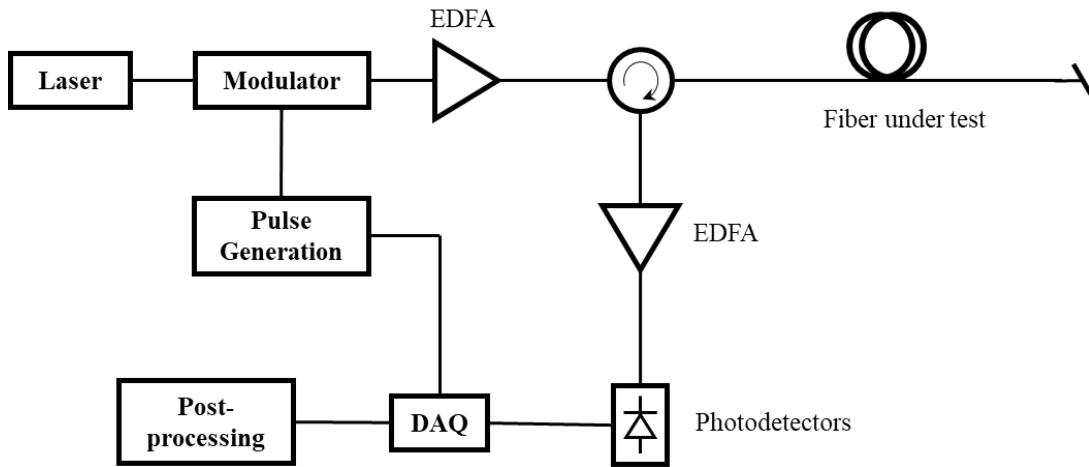 EDFA
Laser
Modulator
Fiber under test
Pulse
Generation
EDFA
Post-
processing
DAQ
Photodetectors